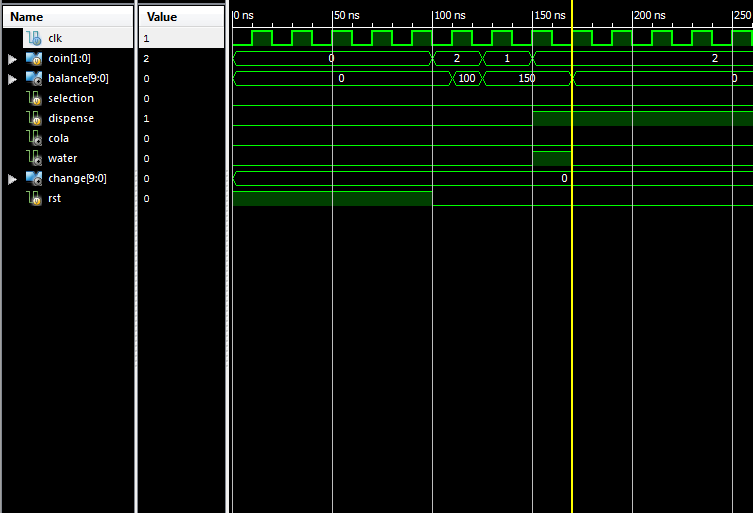 Name Value 0 ns 50 ns 100 ns 150 ns 200 ns 250
clk 1
coin[1:0] 2 0 2 1 2
balance[9:0] 0 0 100 150 0
selection 0
dispense 1
cola 0
water 0
change[9:0] 0 0
rst 0